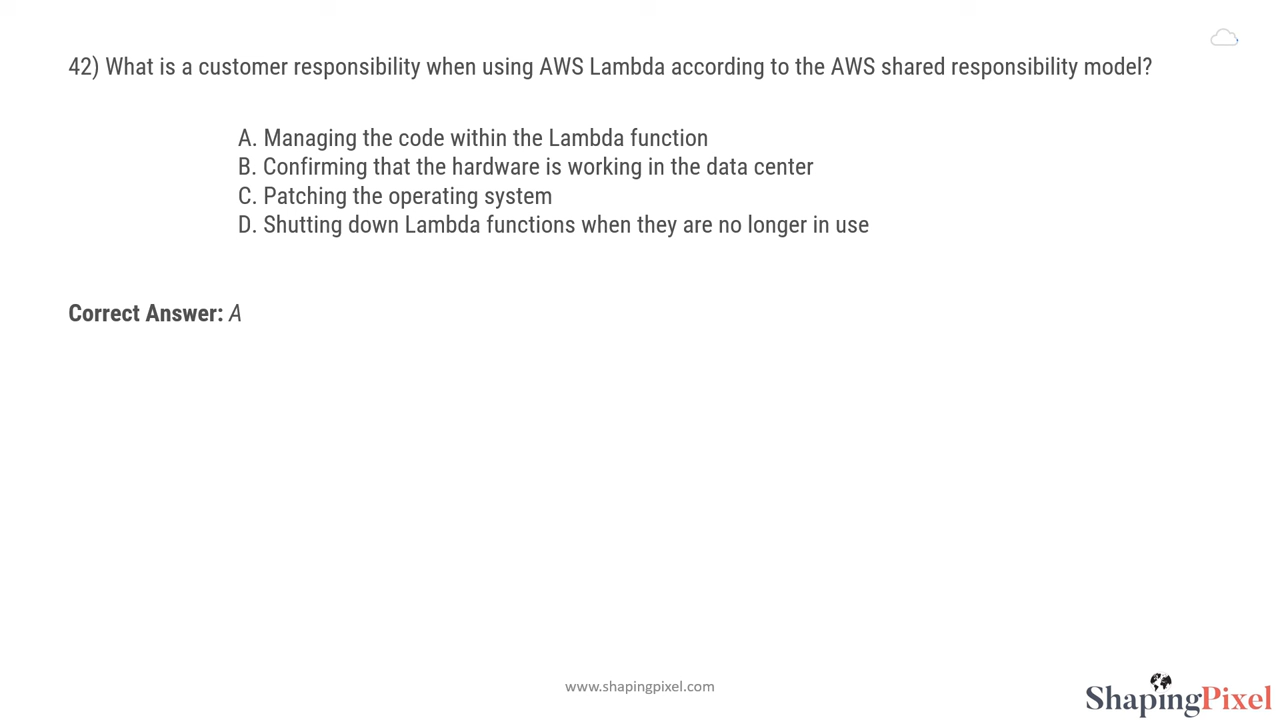 42) What is a customer responsibility when using AWS Lambda according to the AWS shared responsibility model?
A. Managing the code within the Lambda function
B. Confirming that the hardware is working in the data center
C. Patching the operating system
D. Shutting down Lambda functions when they are no longer in use
Correct Answer: A
www.shapingpixel.com
ShapingPixel